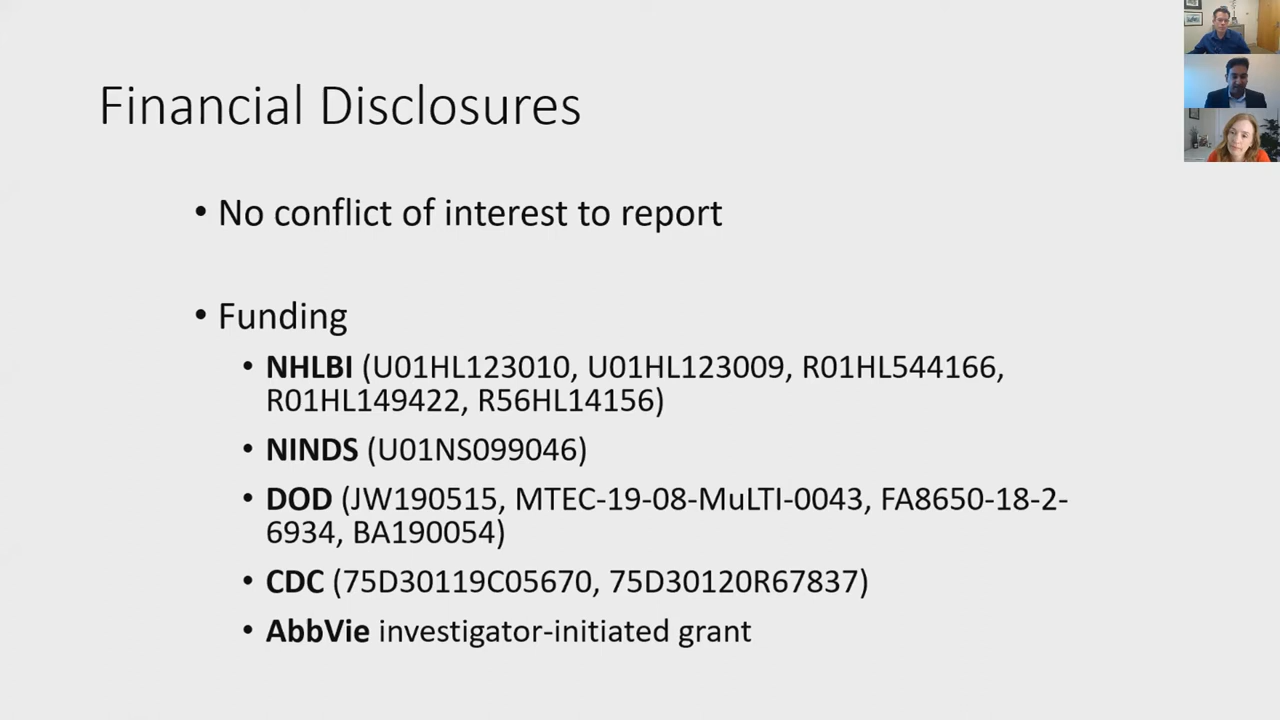 Financial Disclosures
• No conflict of interest to report
• Funding
• NHLBI (U01HL123010, U01HL123009, R01HL544166,
R01HL149422, R56HL14156)
• NINDS (U01NS099046)
• DOD (JW190515, MTEC-19-08-MuLTI-0043, FA8650-18-2-
6934, BA190054)
• CDC (75D30119C05670, 75D30120R67837)
• AbbVie investigator-initiated grant